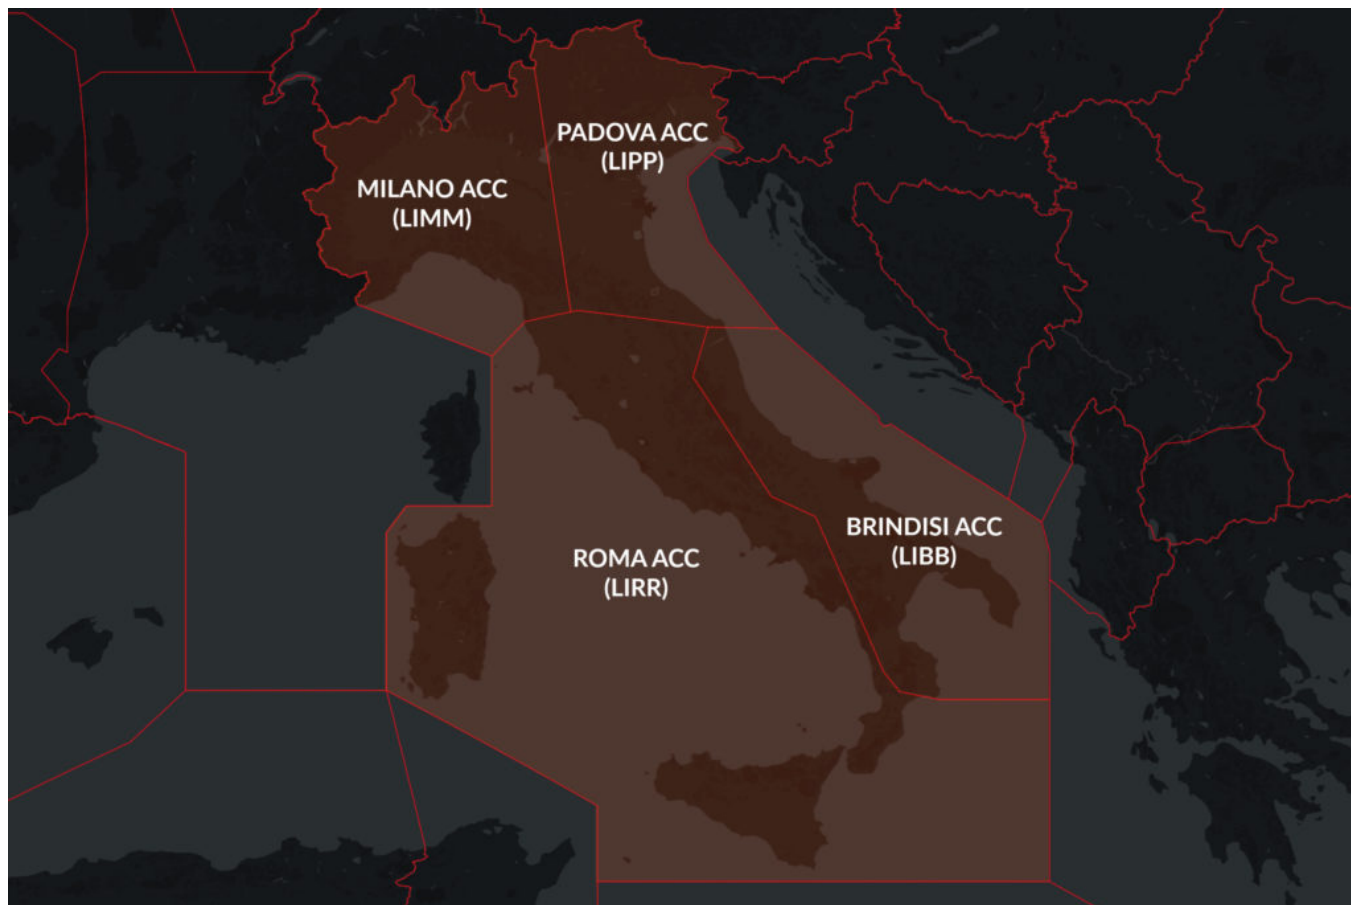 PADOVA ACC
(LIPP)
MILANO ACC
(LIMM)
BRINDISI ACC
(LIBB)
ROMA ACC
(LIRR)